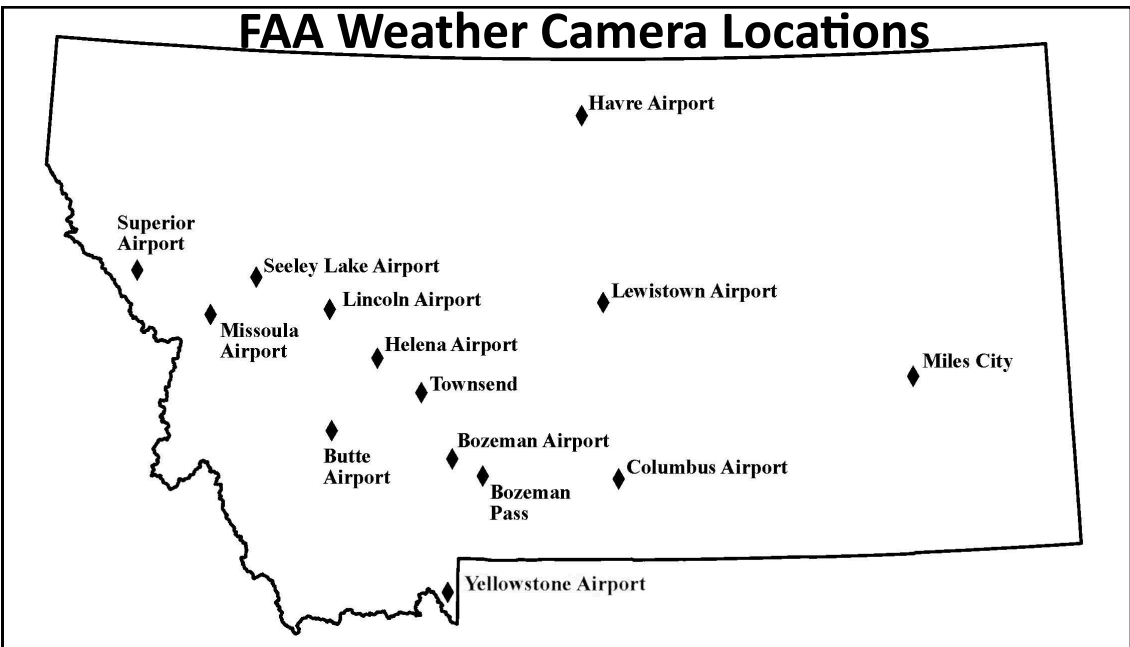 FAA Weather Camera Locations
Havre Airport
Superior
Airport
Seeley Lake Airport
Lincoln Airport
Lewistown Airport
Missoula
Airport
Helena Airport
Miles City
Townsend
Bozeman Airport
Butte
Airport
Columbus Airport
Bozeman
Pass
Yellowstone Airport